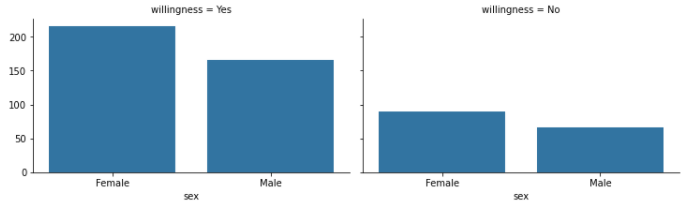 willingness = Yes
willingness = No
200
150
100
50
0
Female
Male
Female
Male
sex
sex